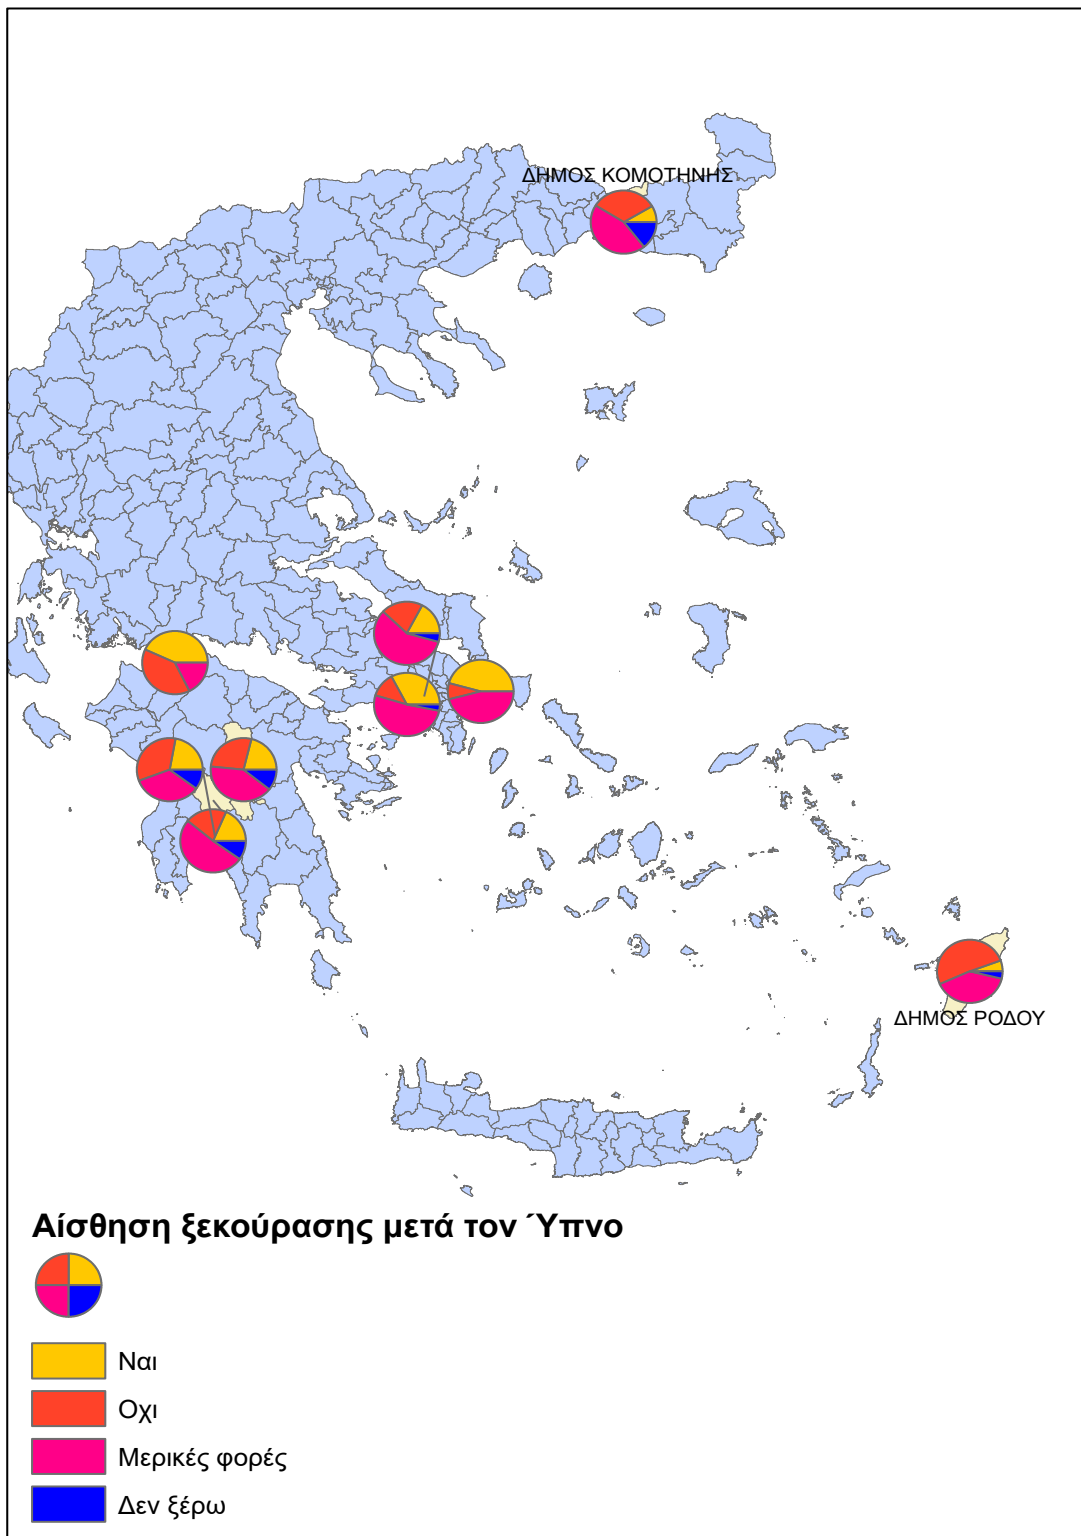 ΔΗΜΟΣ ΚΟΜΟΤΗΝΗΣ
ΔΗΜΟΣ ΡΟΔΟΥ
Αίσθηση ξεκούρασης μετά τον Ύπνο
Ναι
Οχι
Μερικές φορές
Δεν ξέρω